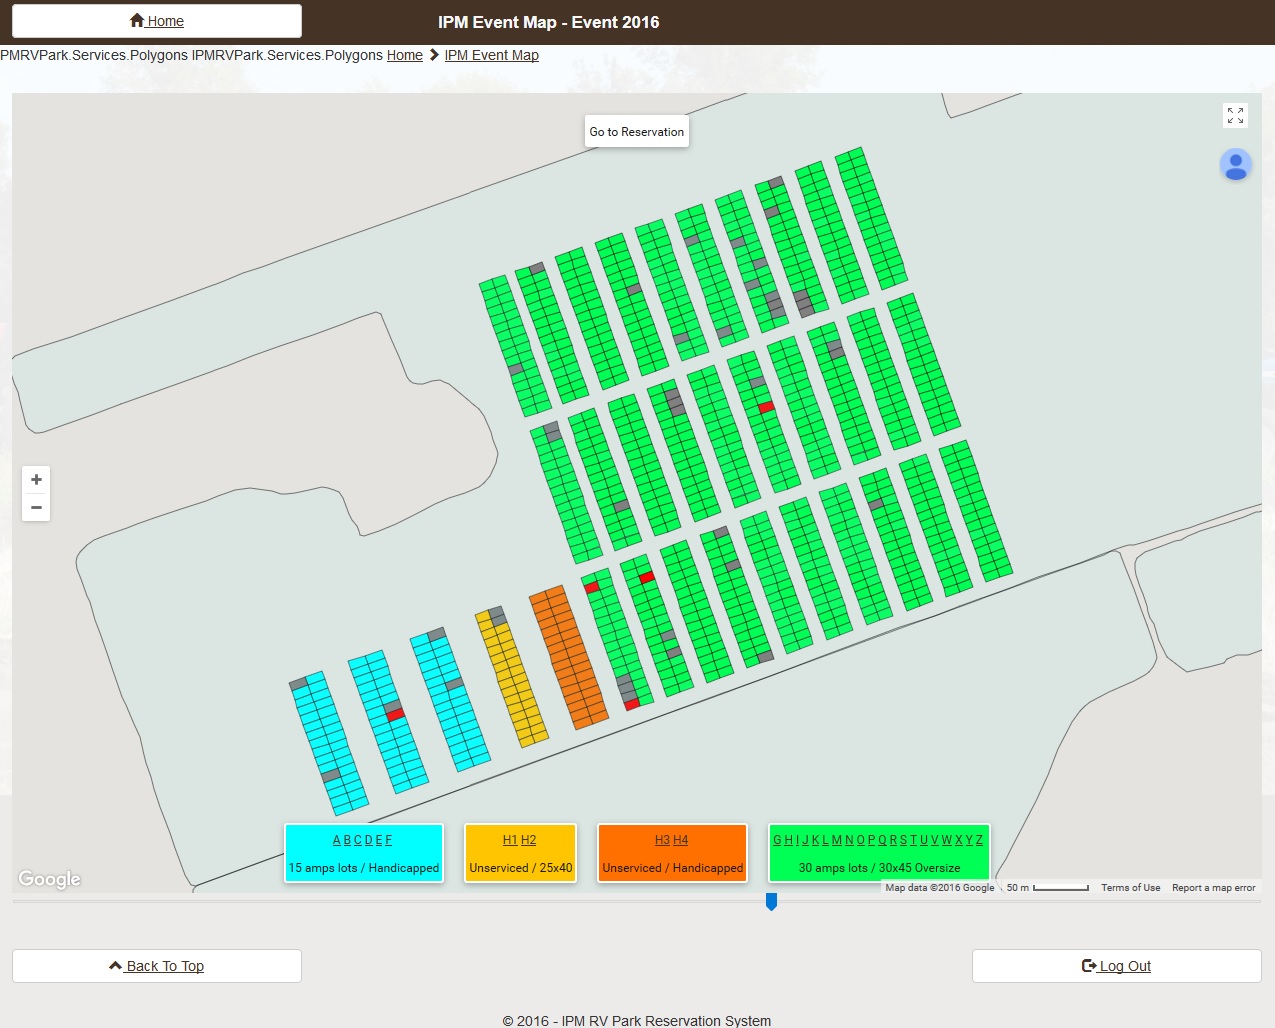 Home
IPM Event Map - Event 2016
PMRVPark.Services.Polygons IPMRVPark.Services.Polygons Home IPM Event Map
Go to Reservation
+
−
A B C D E F
15 amps lots / Handicapped
H1 H2
Unserviced / 25x40
H3 H4
Unserviced / Handicapped
G H I J K L M N O P Q R S T U V W X Y Z
30 amps lots / 30x45 Oversize
Google
Map data ©2016 Google 50 m Terms of Use Report a map error
Back To Top
Log Out
© 2016 - IPM RV Park Reservation System